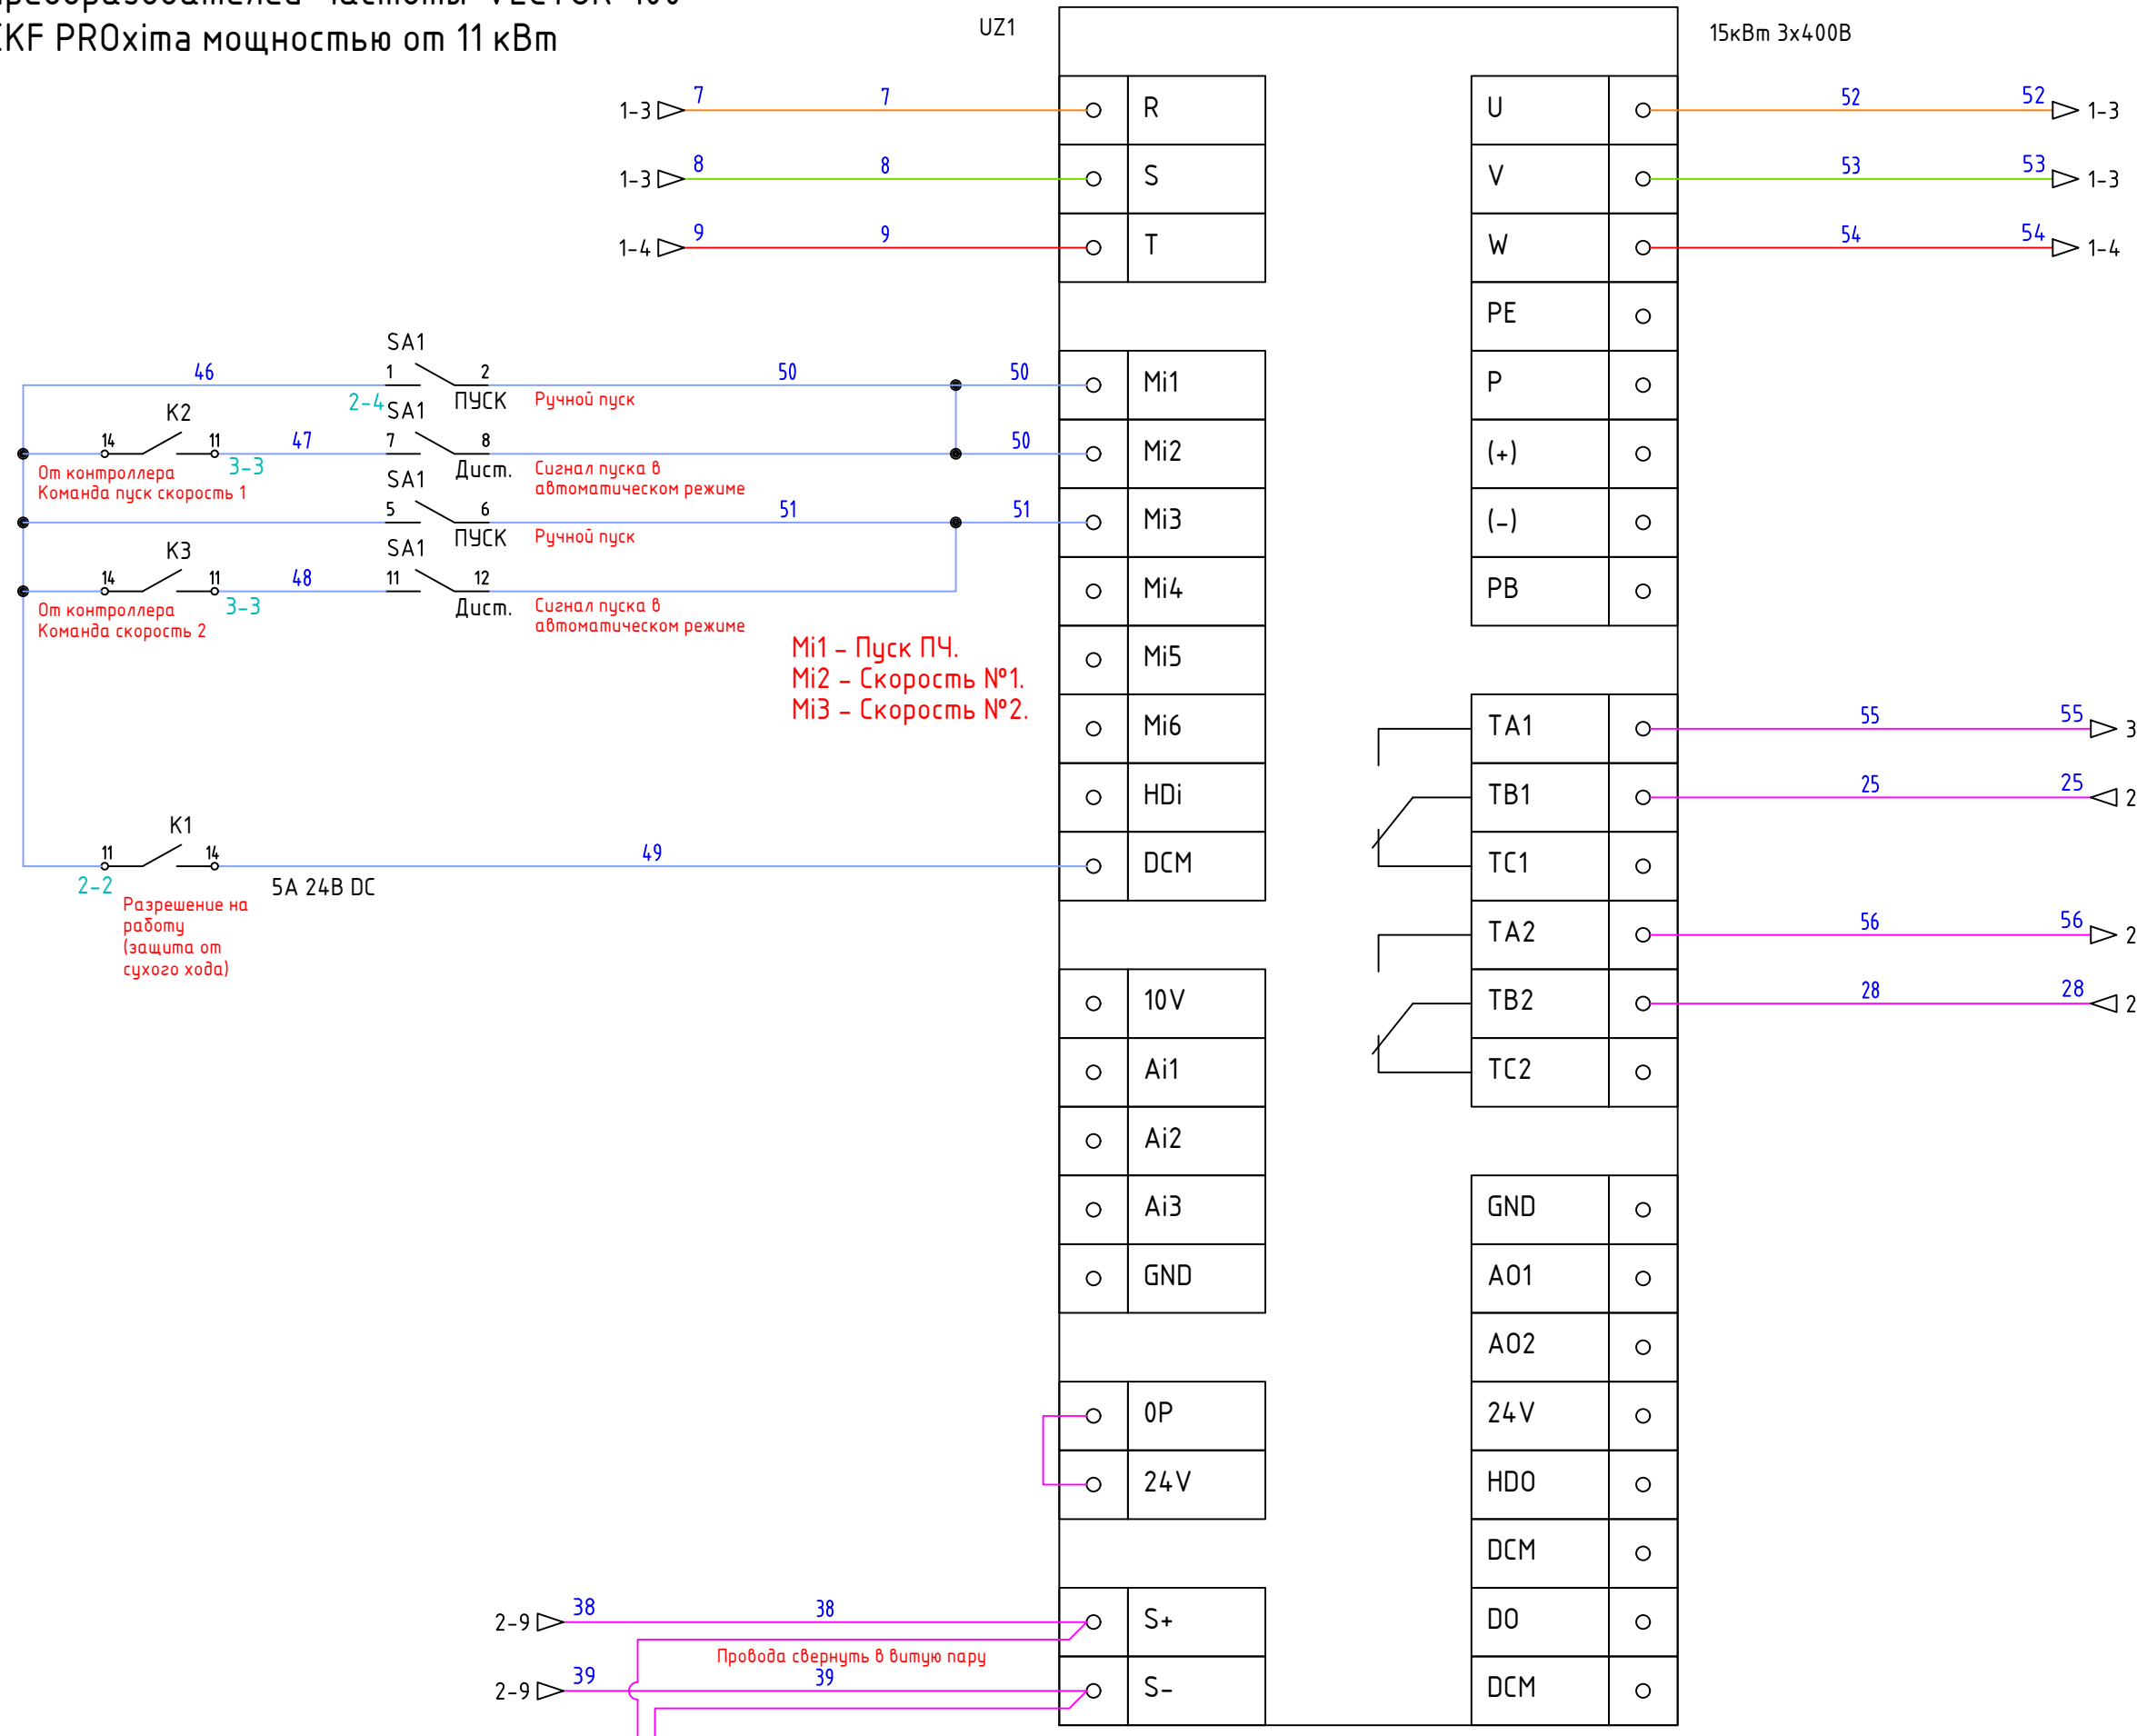 KF PROxima мощностью от 11 кВт
UZ1
15кВт 3х400В
1-3 7 7 R
U 52 52 1-3
1-3 8 8 S
V 53 53 1-3
1-4 9 9 T
W 54 54 1-4
PE
SA1
46 1 2 50 50 Mi1
P
2-4 ПУСК Ручной пуск
K2 SA1
14 11 47 7 8 50 Mi2
(+)
3-3 Дист.
От контроллера
Команда пуск скорость 1
Сигнал пуска в
автоматическом режиме
SA1
5 6 51 51 Mi3
(-)
ПУСК Ручной пуск
K3 SA1
14 11 48 11 12 Mi4
PB
3-3 Дист.
От контроллера
Команда скорость 2
Сигнал пуска в
автоматическом режиме
Mi1 - Пуск ПЧ.
Mi2 - Скорость №1.
Mi3 - Скорость №2.
Mi5
Mi6
TA1 55 55 3
HDi
TB1 25 25 2
K1
11 14 49 DCM
TC1
2-2 5А 24В DC
Разрешение на
работу
(защита от
сухого хода)
TA2 56 56 2
10V
TB2 28 28 2
Ai1
TC2
Ai2
Ai3
GND
GND
AO1
AO2
0P
24V
24V
HDO
DCM
2-9 38 38 S+
DO
Провода свернуть в витую пару
2-9 39 39 S-
DCM